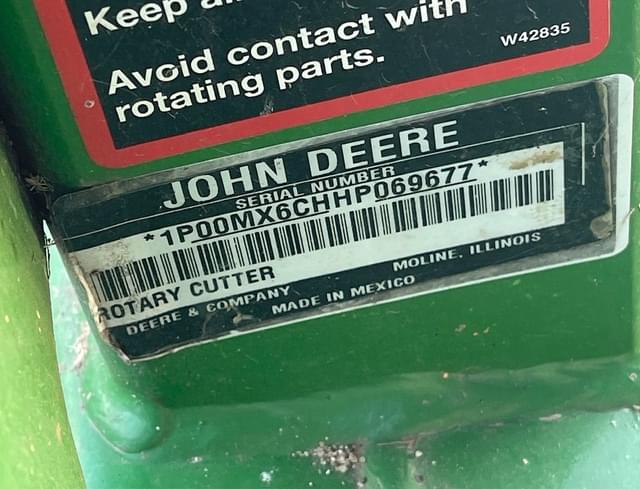 Keep
Avoid contact with
rotating parts.
W42835
JOHN DEERE
SERIAL NUMBER
*1P00MX6CHHP069677*
ROTARY CUTTER
DEERE & COMPANY MOLINE, ILLINOIS
MADE IN MEXICO